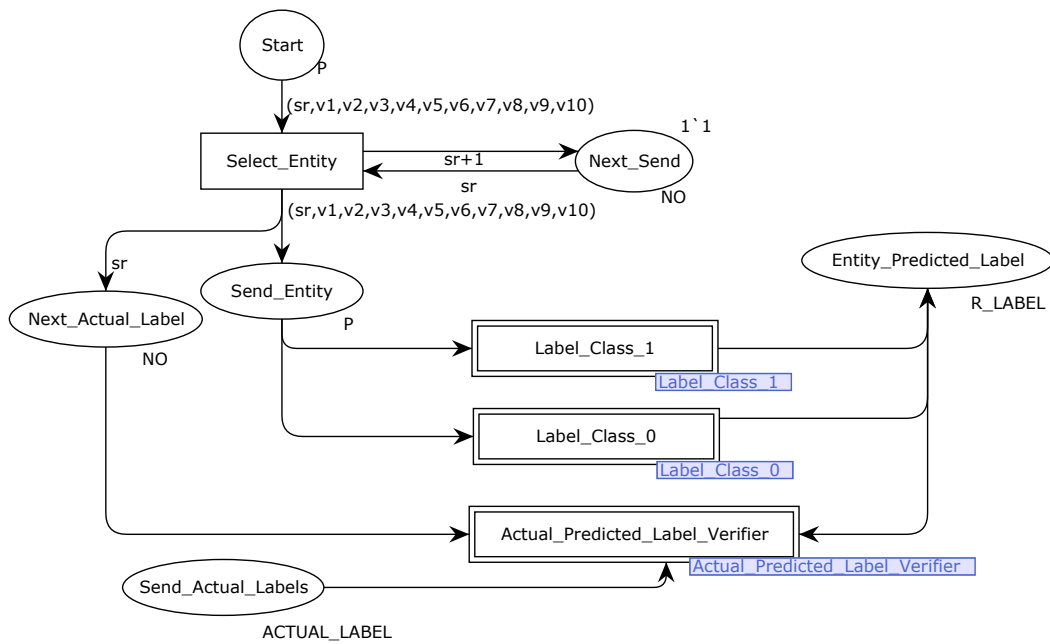 Start
P
(sr,v1,v2,v3,v4,v5,v6,v7,v8,v9,v10)
1`1
Select_Entity
sr+1
Next_Send
sr
NO
(sr,v1,v2,v3,v4,v5,v6,v7,v8,v9,v10)
sr
Entity_Predicted_Label
Send_Entity
R_LABEL
Next_Actual_Label
P
NO
Label_Class_1
Label_Class_1
Label_Class_0
Label_Class_0
Actual_Predicted_Label_Verifier
Actual_Predicted_Label_Verifier
Send_Actual_Labels
ACTUAL_LABEL